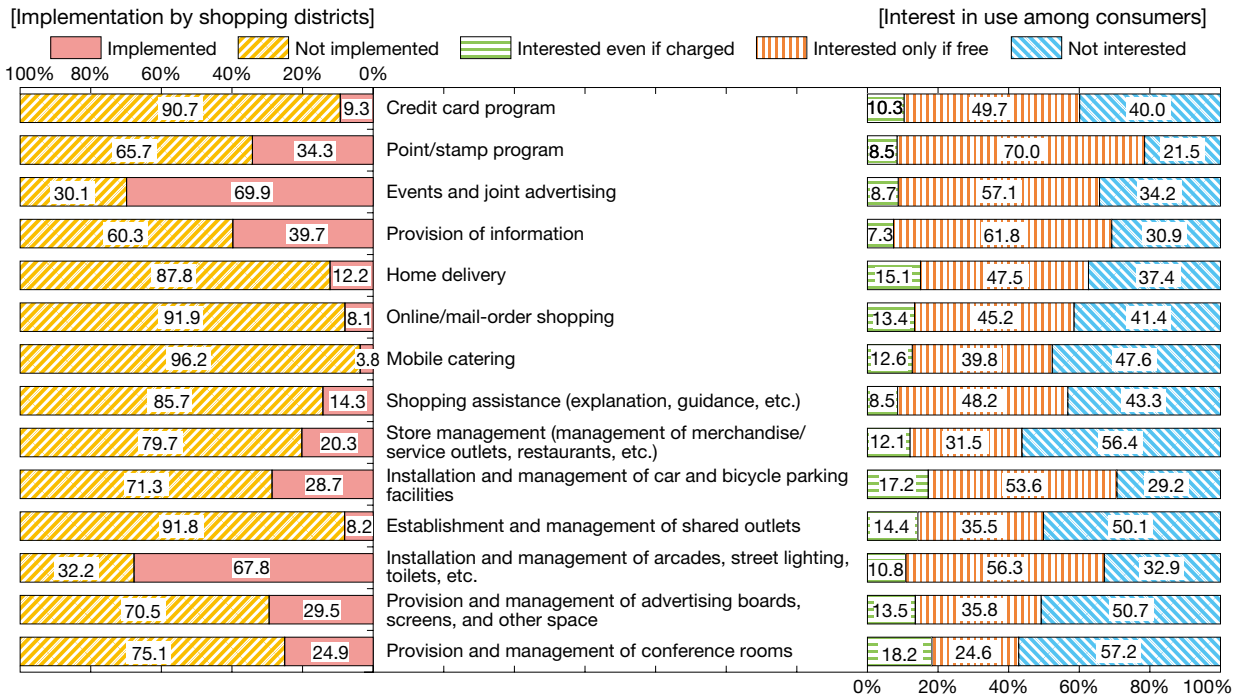 [Implementation by shopping districts] [Interest in use among consumers]
Implemented Not implemented Interested even if charged Interested only if free Not interested
100% 80% 60% 40% 20% 0%
90.7 9.3 Credit card program 10.3 49.7 40.0
65.7 34.3 Point/stamp program 8.5 70.0 21.5
30.1 69.9 Events and joint advertising 8.7 57.1 34.2
60.3 39.7 Provision of information 7.3 61.8 30.9
87.8 12.2 Home delivery 15.1 47.5 37.4
91.9 8.1 Online/mail-order shopping 13.4 45.2 41.4
96.2 3.8 Mobile catering 12.6 39.8 47.6
85.7 14.3 Shopping assistance (explanation, guidance, etc.) 8.5 48.2 43.3
79.7 20.3 Store management (management of merchandise/
service outlets, restaurants, etc.) 12.1 31.5 56.4
71.3 28.7 Installation and management of car and bicycle parking
facilities 17.2 53.6 29.2
91.8 8.2 Establishment and management of shared outlets 14.4 35.5 50.1
32.2 67.8 Installation and management of arcades, street lighting,
toilets, etc. 10.8 56.3 32.9
70.5 29.5 Provision and management of advertising boards,
screens, and other space 13.5 35.8 50.7
75.1 24.9 Provision and management of conference rooms 18.2 24.6 57.2
0% 20% 40% 60% 80% 100%